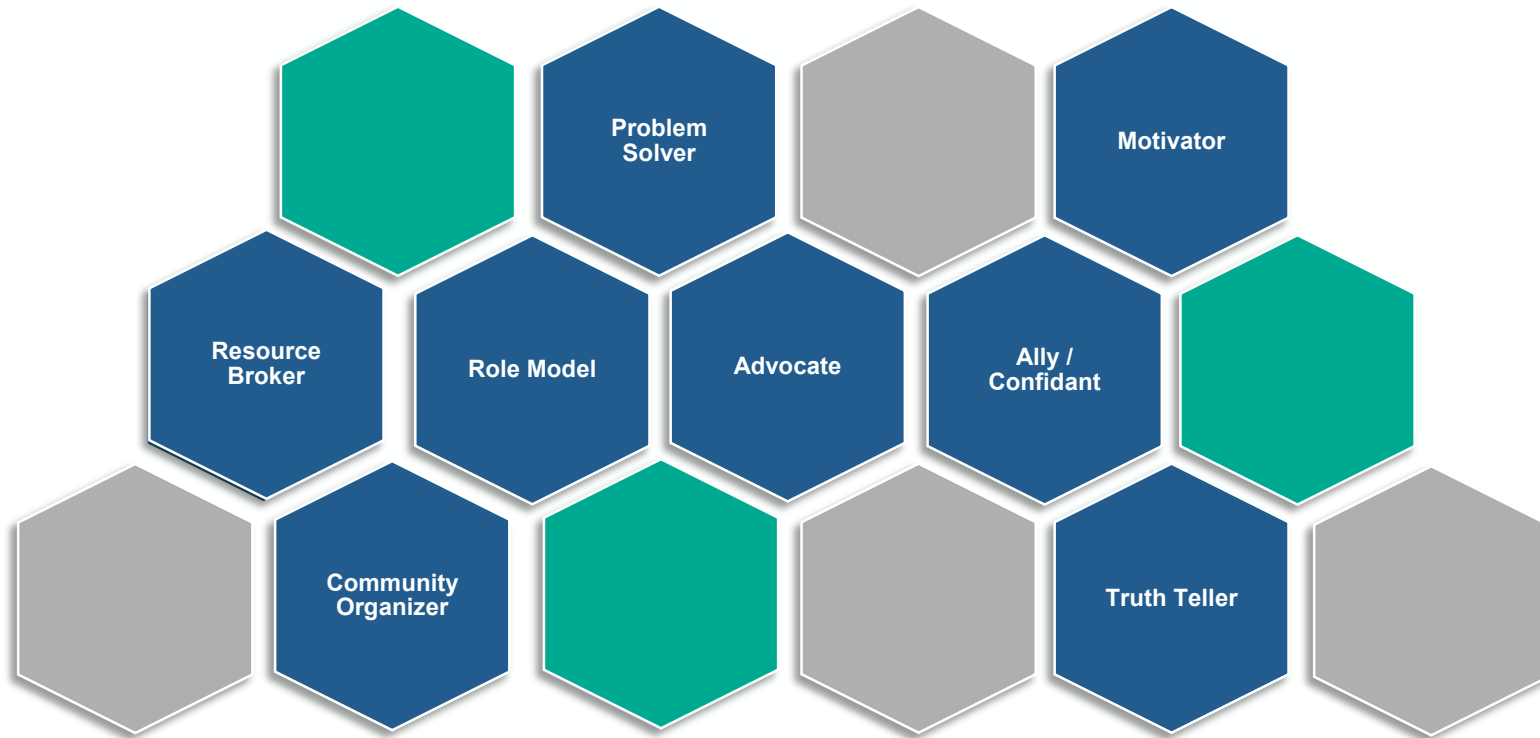 Problem
Solver
Motivator
Resource
Broker
Role Model
Advocate
Ally /
Confidant
Community
Organizer
Truth Teller